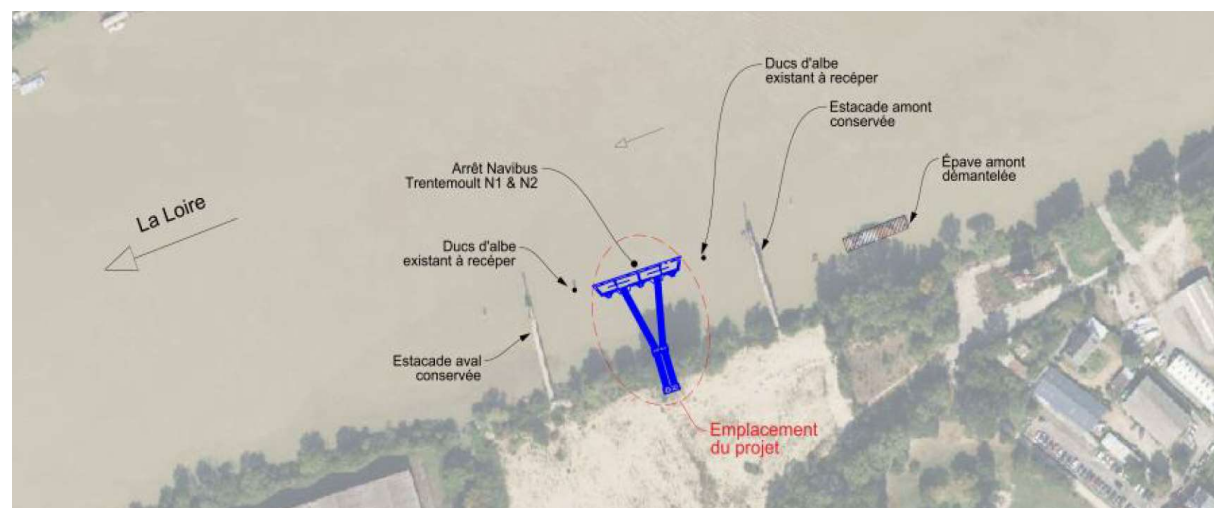 Ducs d'albe
existant à recéper
Estacade amont
conservée
Épave amont
démantelée
Arrêt Navibus
Trentemoult N1 & N2
La Loire
Ducs d'albe
existant à recéper
Estacade aval
conservée
Emplacement
du projet